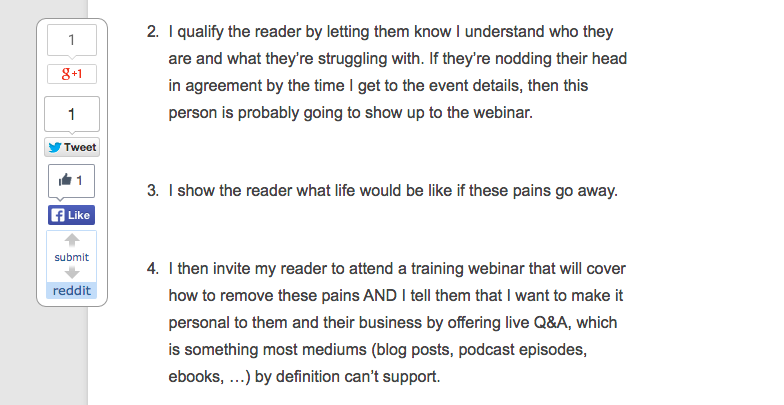 1
g+1
1
Tweet
1
Like
submit
reddit
2. I qualify the reader by letting them know I understand who they
are and what they're struggling with. If they're nodding their head
in agreement by the time I get to the event details, then this
person is probably going to show up to the webinar.
3. I show the reader what life would be like if these pains go away.
4. I then invite my reader to attend a training webinar that will cover
how to remove these pains AND I tell them that I want to make it
personal to them and their business by offering live Q&A, which
is something most mediums (blog posts, podcast episodes,
ebooks, …) by definition can't support.